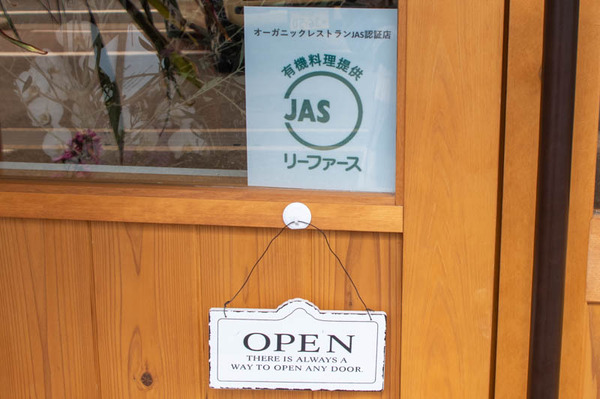 オーガニックレストランJAS認証店
有機料理提供
JAS
リーファース
OPEN
THERE IS ALWAYS A
WAY TO OPEN ANY DOOR.